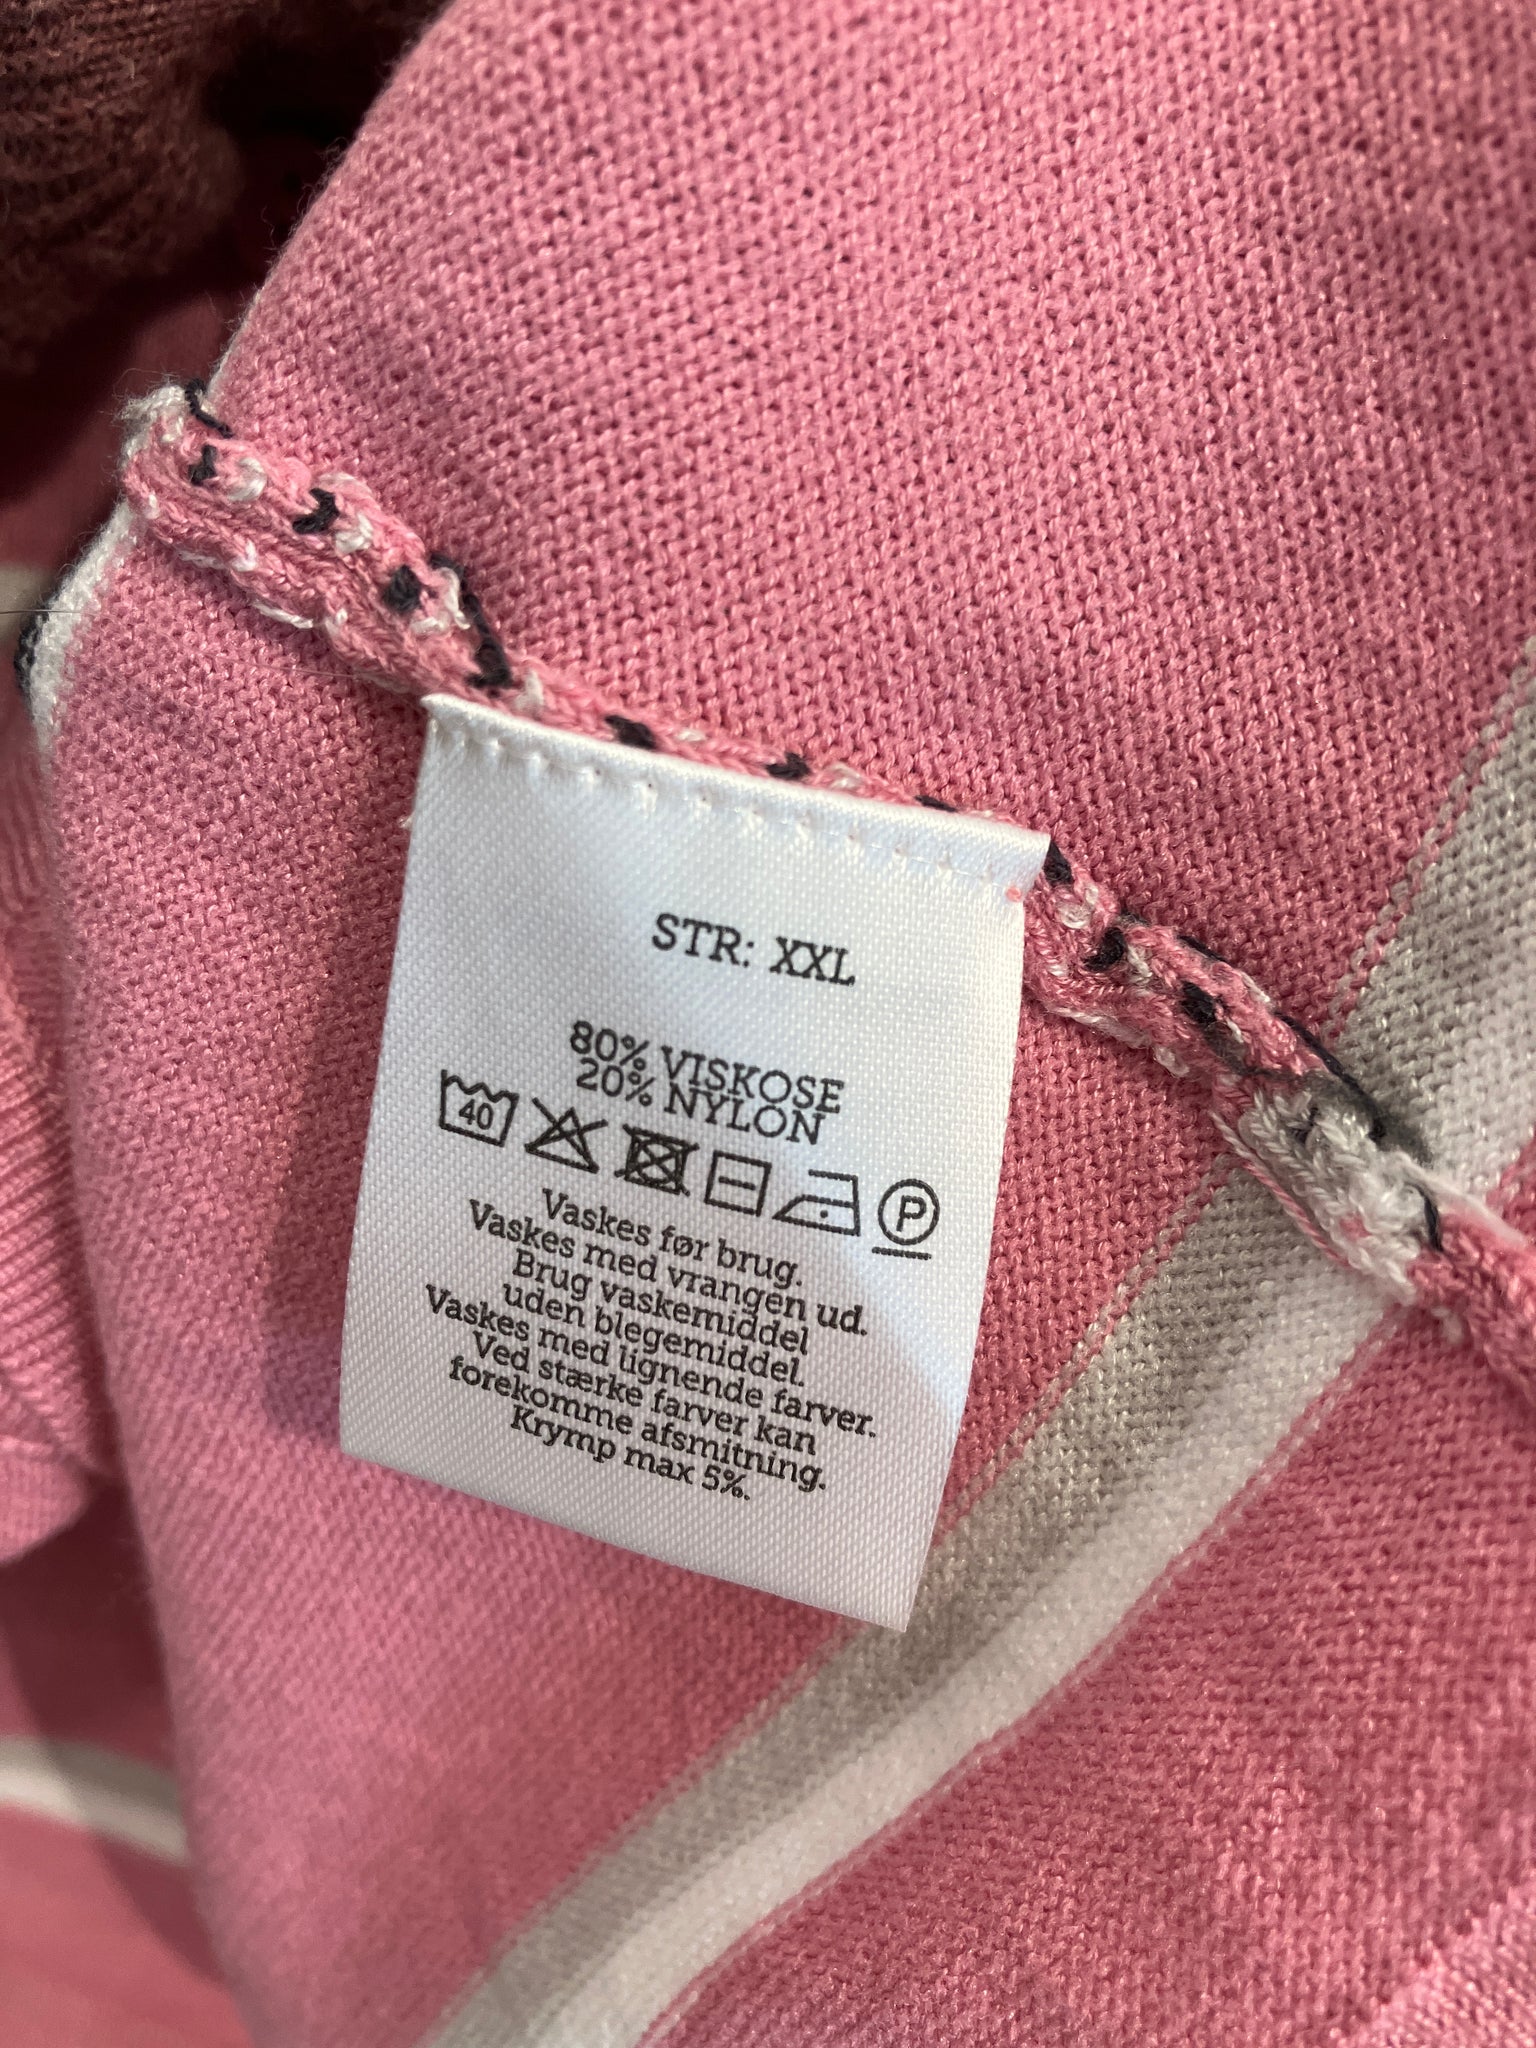 STR: XXL
80% VISKOSE
20% NYLON
40 P
Vaskes før brug.
Vaskes med vrangen ud.
Brug vaskemiddel
uden blegemiddel.
Vaskes med lignende farver.
Ved stærke farver kan
forekomme afsmitning.
Krymp max 5%.